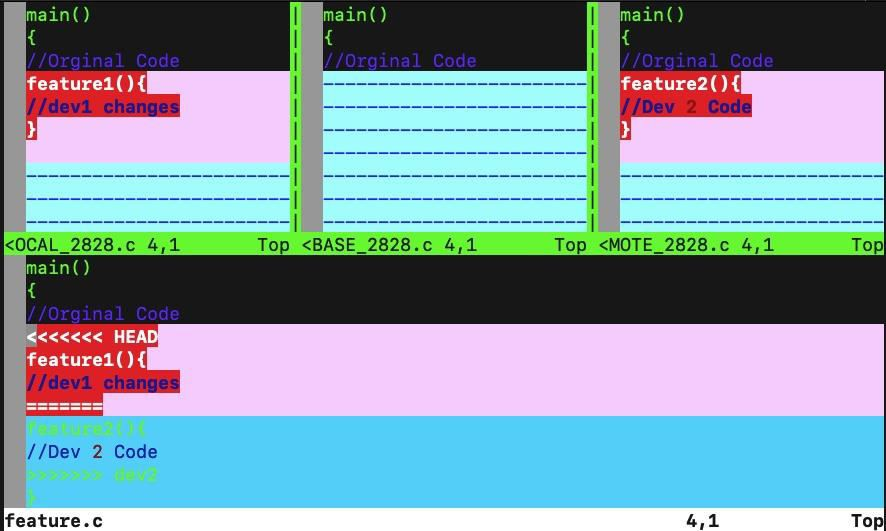 main()
{
//Orginal Code
feature1(){
//dev1 changes
}
<OCAL_2828.c 4,1 Top
main()
{
//Orginal Code
<BASE_2828.c 4,1 Top
main()
{
//Orginal Code
feature2(){
//Dev 2 Code
}
<MOTE_2828.c 4,1 Top
main()
{
//Orginal Code
<<<<<<< HEAD
feature1(){
//dev1 changes
=======
feature2(){
//Dev 2 Code
>>>>>>> dev2
}
feature.c 4,1 Top